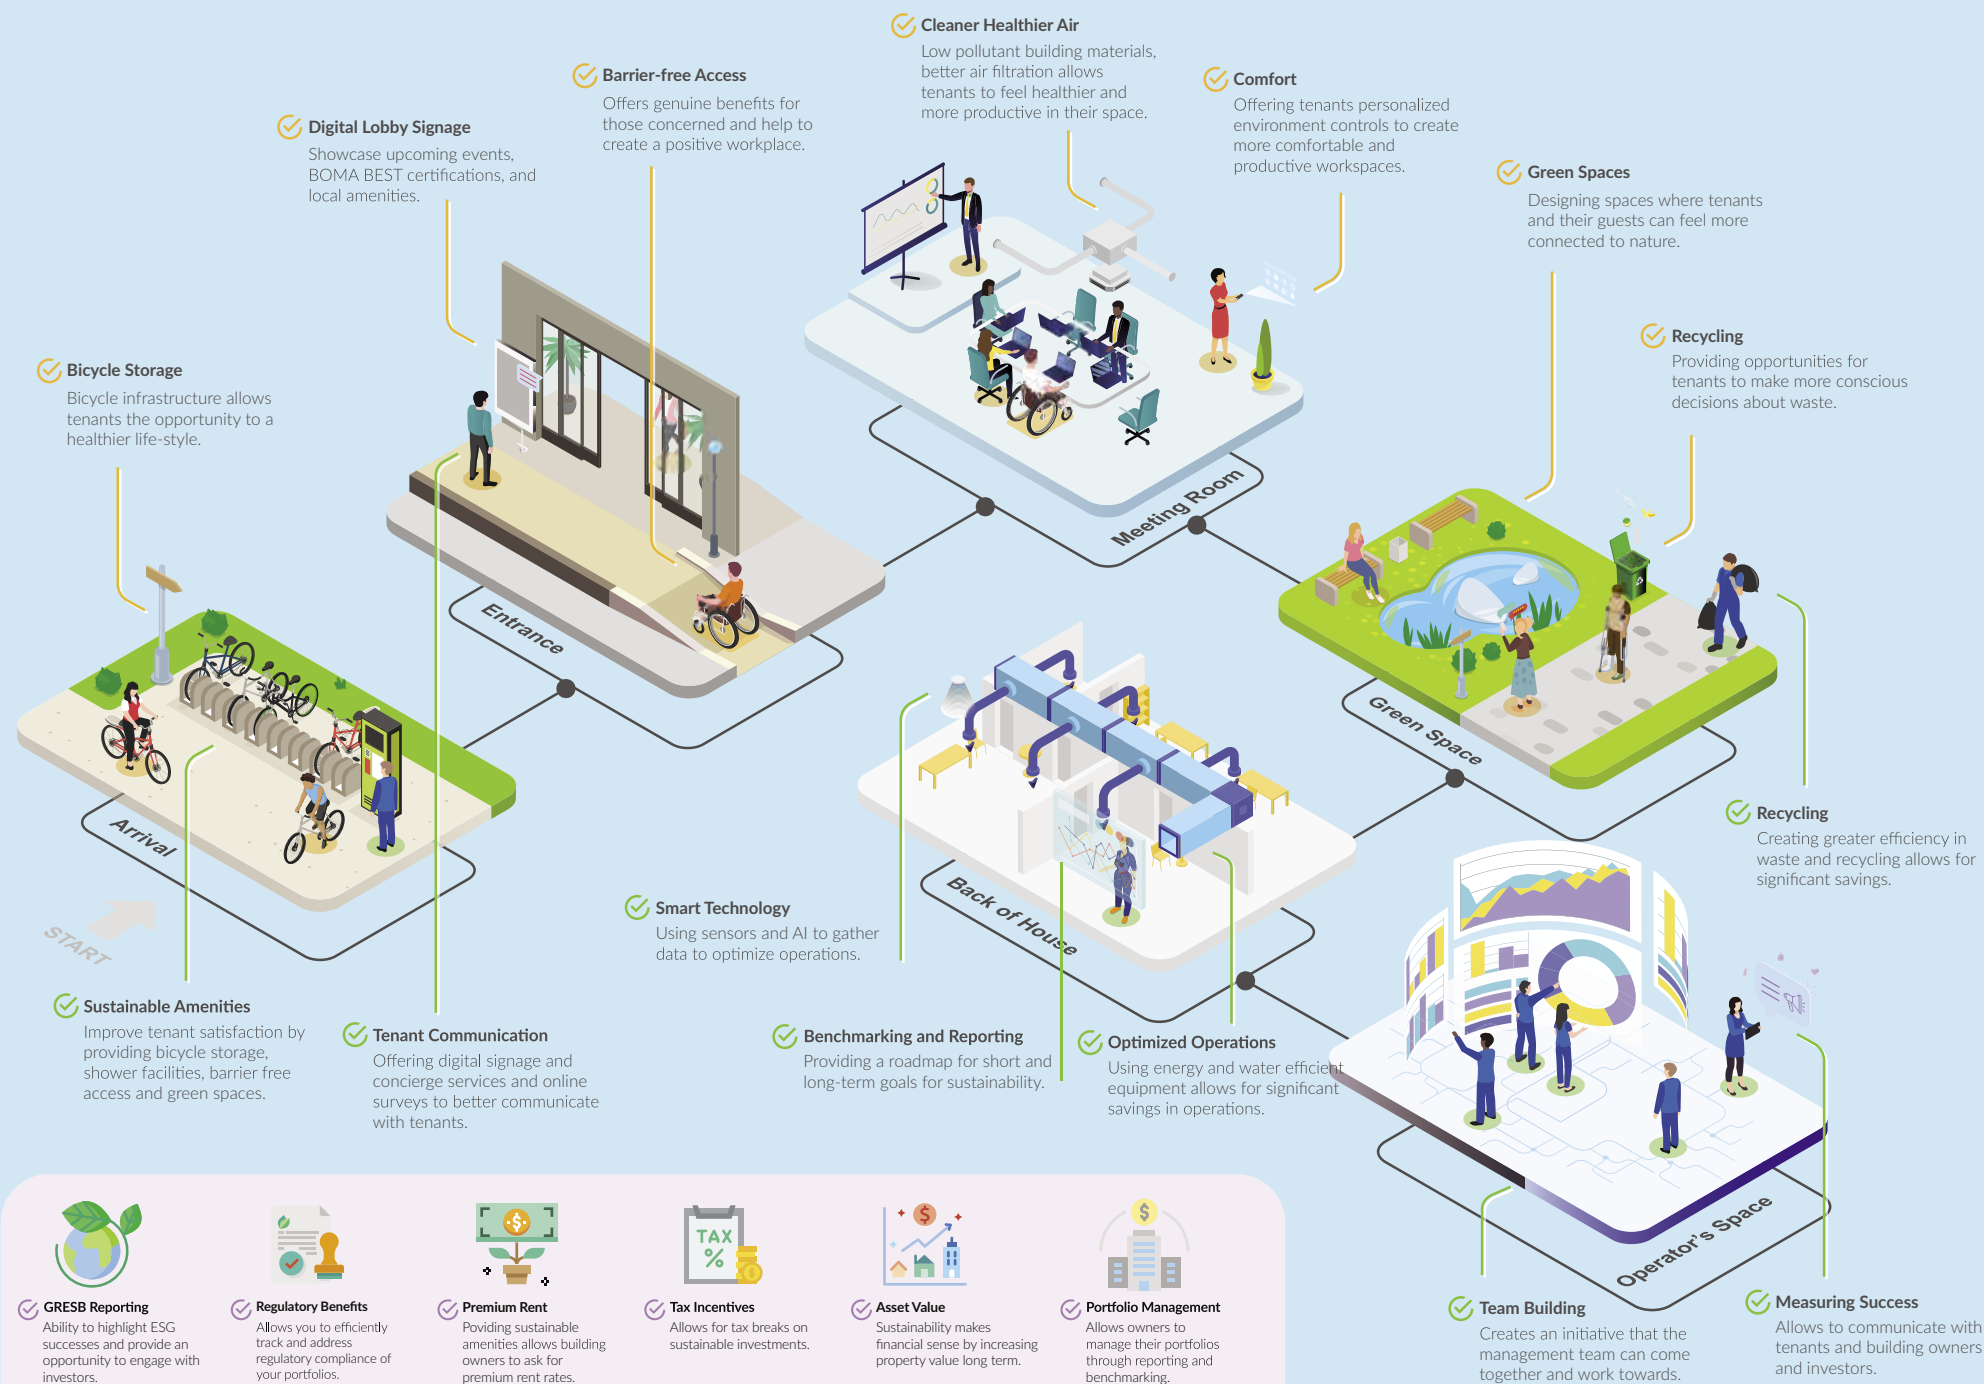 Cleaner Healthier Air
Low pollutant building materials,
better air filtration allows
tenants to feel healthier and
more productive in their space.
Barrier-free Access
Offers genuine benefits for
those concerned and help to
create a positive workplace.
Comfort
Offering tenants personalized
environment controls to create
more comfortable and
productive workspaces.
Digital Lobby Signage
Showcase upcoming events,
BOMA BEST certifications, and
local amenities.
Green Spaces
Designing spaces where tenants
and their guests can feel more
connected to nature.
Recycling
Providing opportunities for
tenants to make more conscious
decisions about waste.
Bicycle Storage
Bicycle infrastructure allows
tenants the opportunity to a
healthier life-style.
Meeting Room
Entrance
Green Space
Arrival
START
Back of House
Recycling
Creating greater efficiency in
waste and recycling allows for
significant savings.
Smart Technology
Using sensors and AI to gather
data to optimize operations.
Sustainable Amenities
Improve tenant satisfaction by
providing bicycle storage,
shower facilities, barrier free
access and green spaces.
Tenant Communication
Offering digital signage and
concierge services and online
surveys to better communicate
with tenants.
Benchmarking and Reporting
Providing a roadmap for short and
long-term goals for sustainability.
Optimized Operations
Using energy and water efficient
equipment allows for significant
savings in operations.
Operator's Space
Team Building
Creates an initiative that the
management team can come
together and work towards.
Measuring Success
Allows to communicate with
tenants and building owners
and investors.
TAX
%
GRESB Reporting
Ability to highlight ESG
successes and provide an
opportunity to engage with
investors.
Regulatory Benefits
Allows you to efficiently
track and address
regulatory compliance of
your portfolios.
Premium Rent
Poviding sustainable
amenities allows building
owners to ask for
premium rent rates.
Tax Incentives
Allows for tax breaks on
sustainable investments.
Asset Value
Sustainability makes
financial sense by increasing
property value long term.
Portfolio Management
Allows owners to
manage their portfolios
through reporting and
benchmarking.